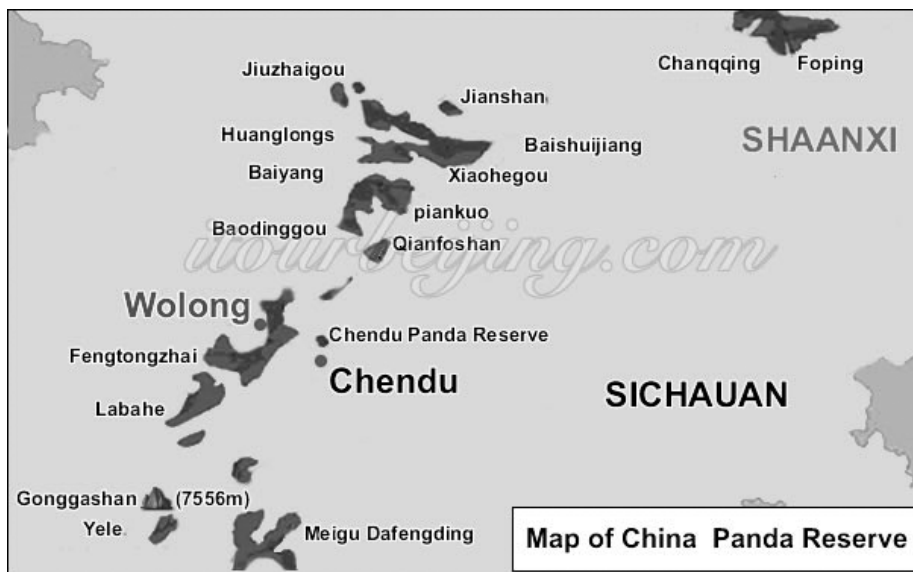 Jiuzhaigou
Chanqqing
Foping
Jianshan
Huanglongs
Baishuijiang
SHAANXI
Baiyang
Xiaohegou
piankuo
Baodinggou
Qianfoshan
itourbeijing.com
Wolong
Chendu Panda Reserve
Fengtongzhai
Chendu
SICHAUAN
Labahe
Gonggashan (7556m)
Yele
Meigu Dafengding
Map of China Panda Reserve